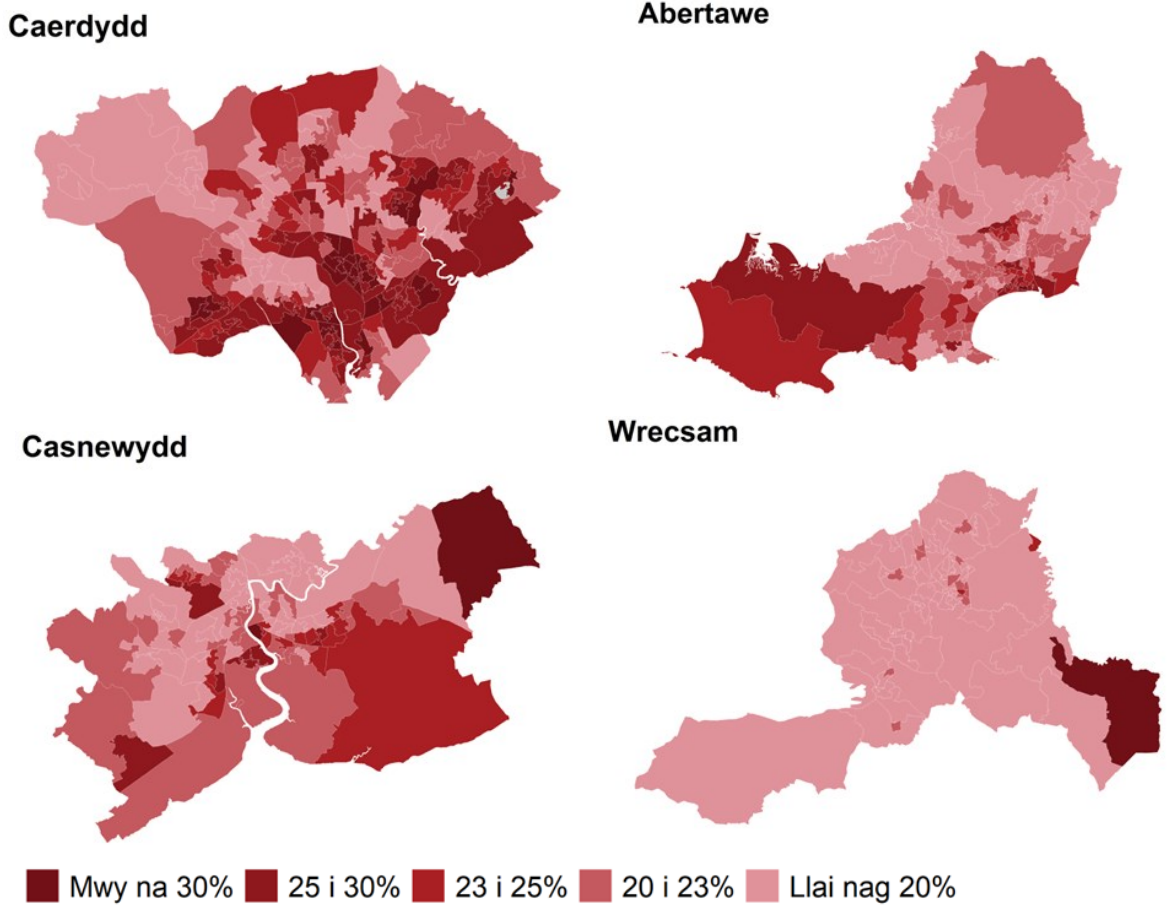 Caerdydd
Abertawe
Casnewydd
Wrecsam
Mwy na 30% 25 i 30% 23 i 25% 20 i 23% Llai nag 20%